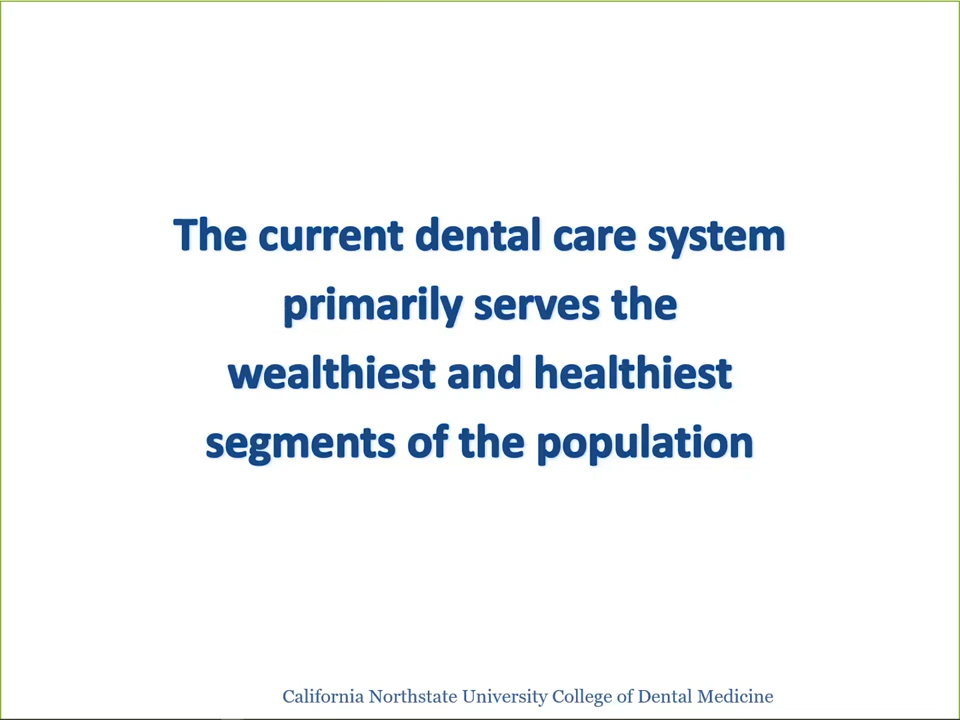 The current dental care system
primarily serves the
wealthiest and healthiest
segments of the population
California Northstate University College of Dental Medicine